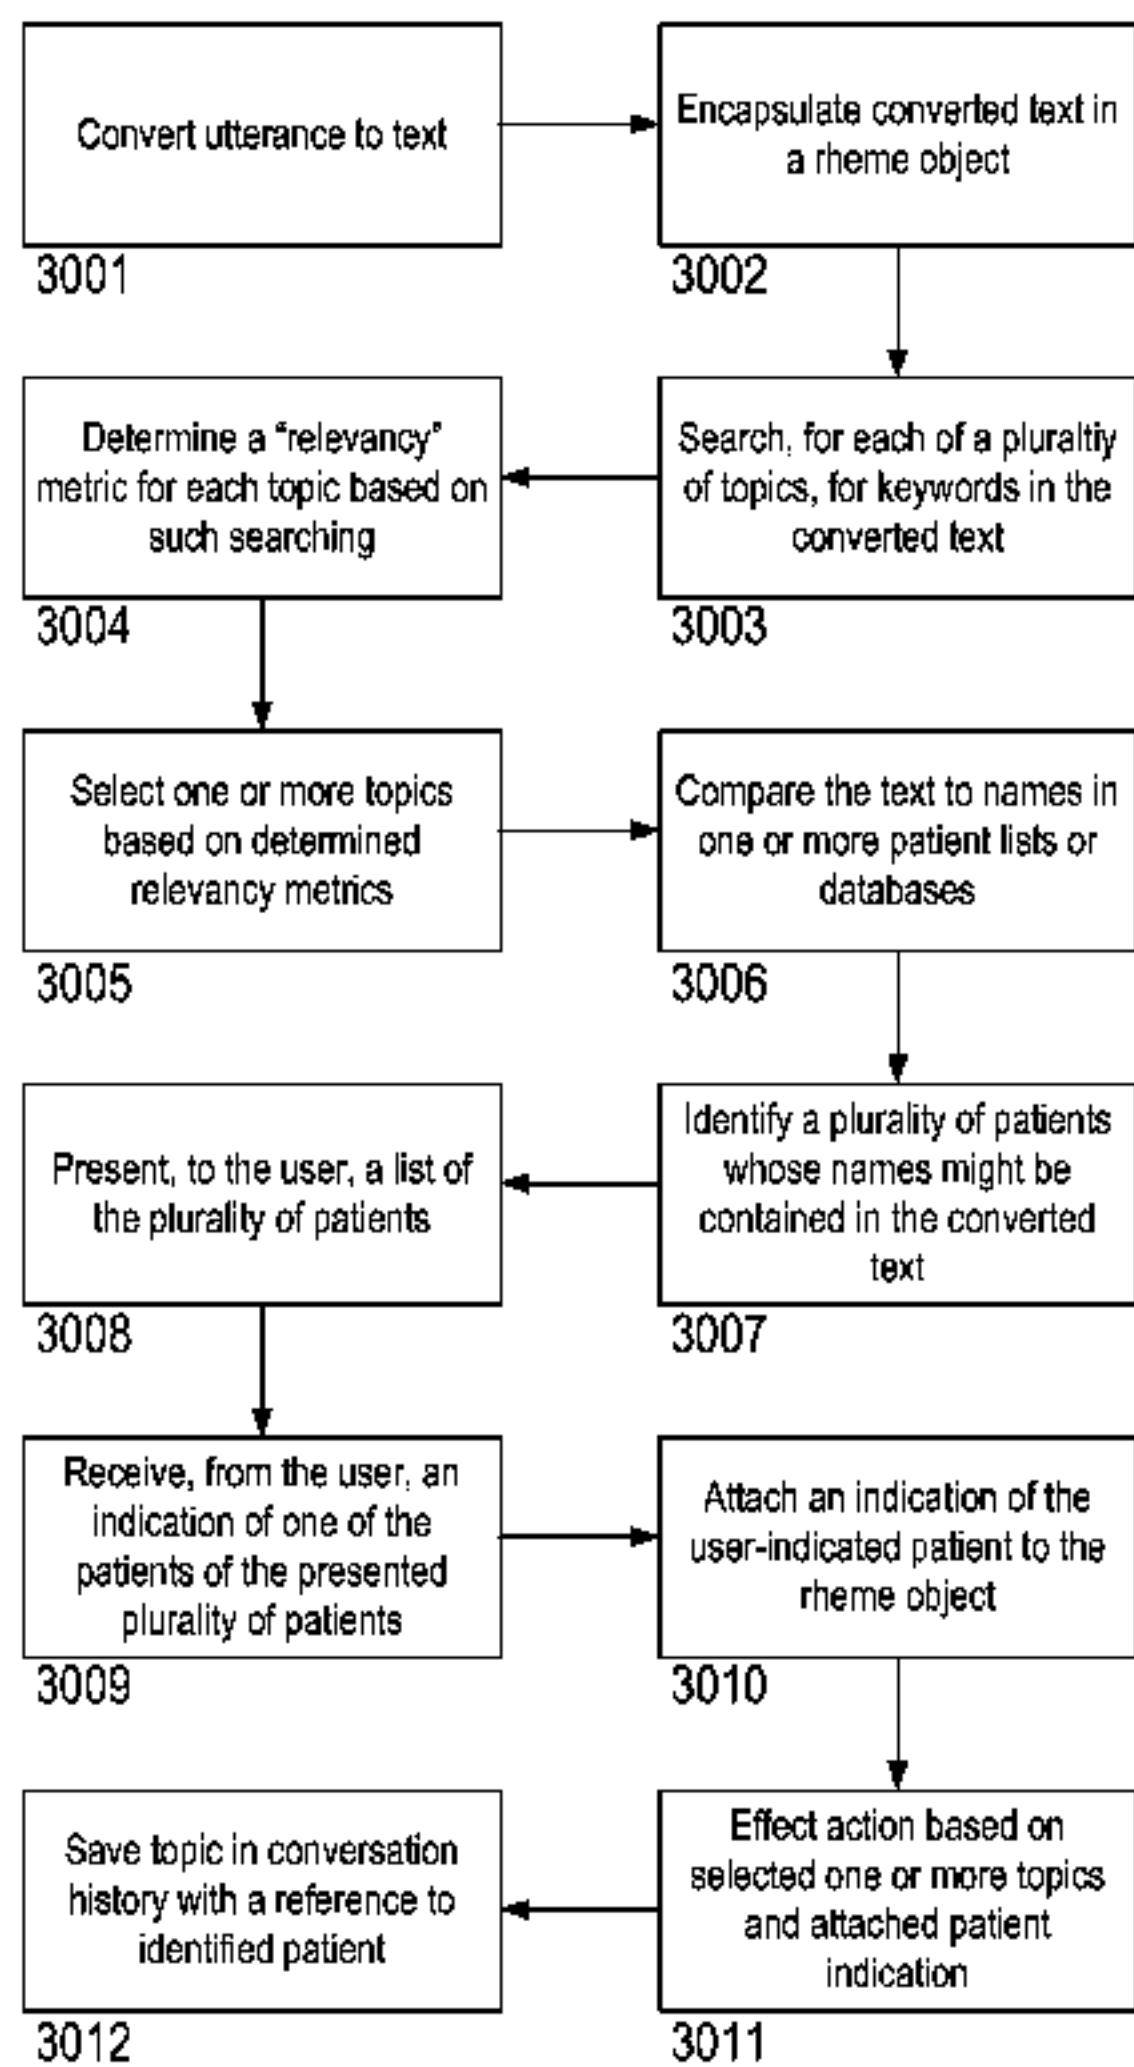 Convert utterance to text
3001
Encapsulate converted text in
a rheme object
3002
Search, for each of a pluraltiy
of topics, for keywords in the
converted text
3003
Determine a "relevancy"
metric for each topic based on
such searching
3004
Select one or more topics
based on determined
relevancy metrics
3005
Compare the text to names in
one or more patient lists or
databases
3006
Identify a plurality of patients
whose names might be
contained in the converted
text
3007
Present, to the user, a list of
the plurality of patients
3008
Receive, from the user, an
indication of one of the
patients of the presented
plurality of patients
3009
Attach an indication of the
user-indicated patient to the
rheme object
3010
Effect action based on
selected one or more topics
and attached patient
indication
3011
Save topic in conversation
history with a reference to
identified patient
3012